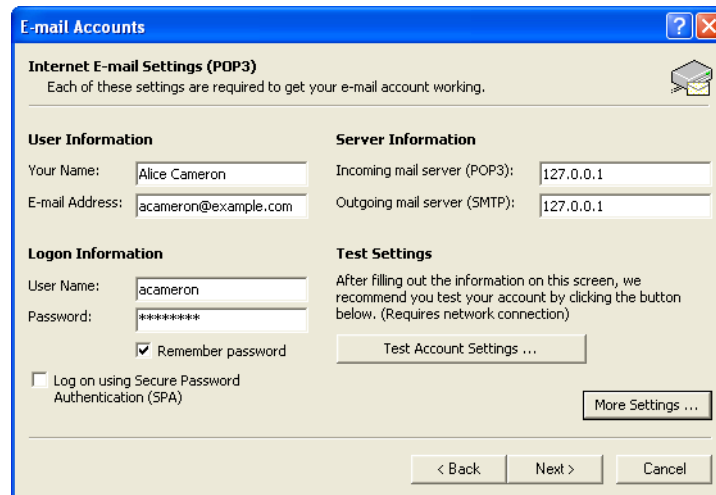 E-mail Accounts
?
Internet E-mail Settings (POP3)
Each of these settings are required to get your e-mail account working.
User Information
Your Name: Alice Cameron
E-mail Address: acameron@example.com
Server Information
Incoming mail server (POP3): 127.0.0.1
Outgoing mail server (SMTP): 127.0.0.1
Logon Information
User Name: acameron
Password: ********
Remember password
Log on using Secure Password
Authentication (SPA)
Test Settings
After filling out the information on this screen, we
recommend you test your account by clicking the button
below. (Requires network connection)
Test Account Settings ...
More Settings ...
< Back
Next >
Cancel